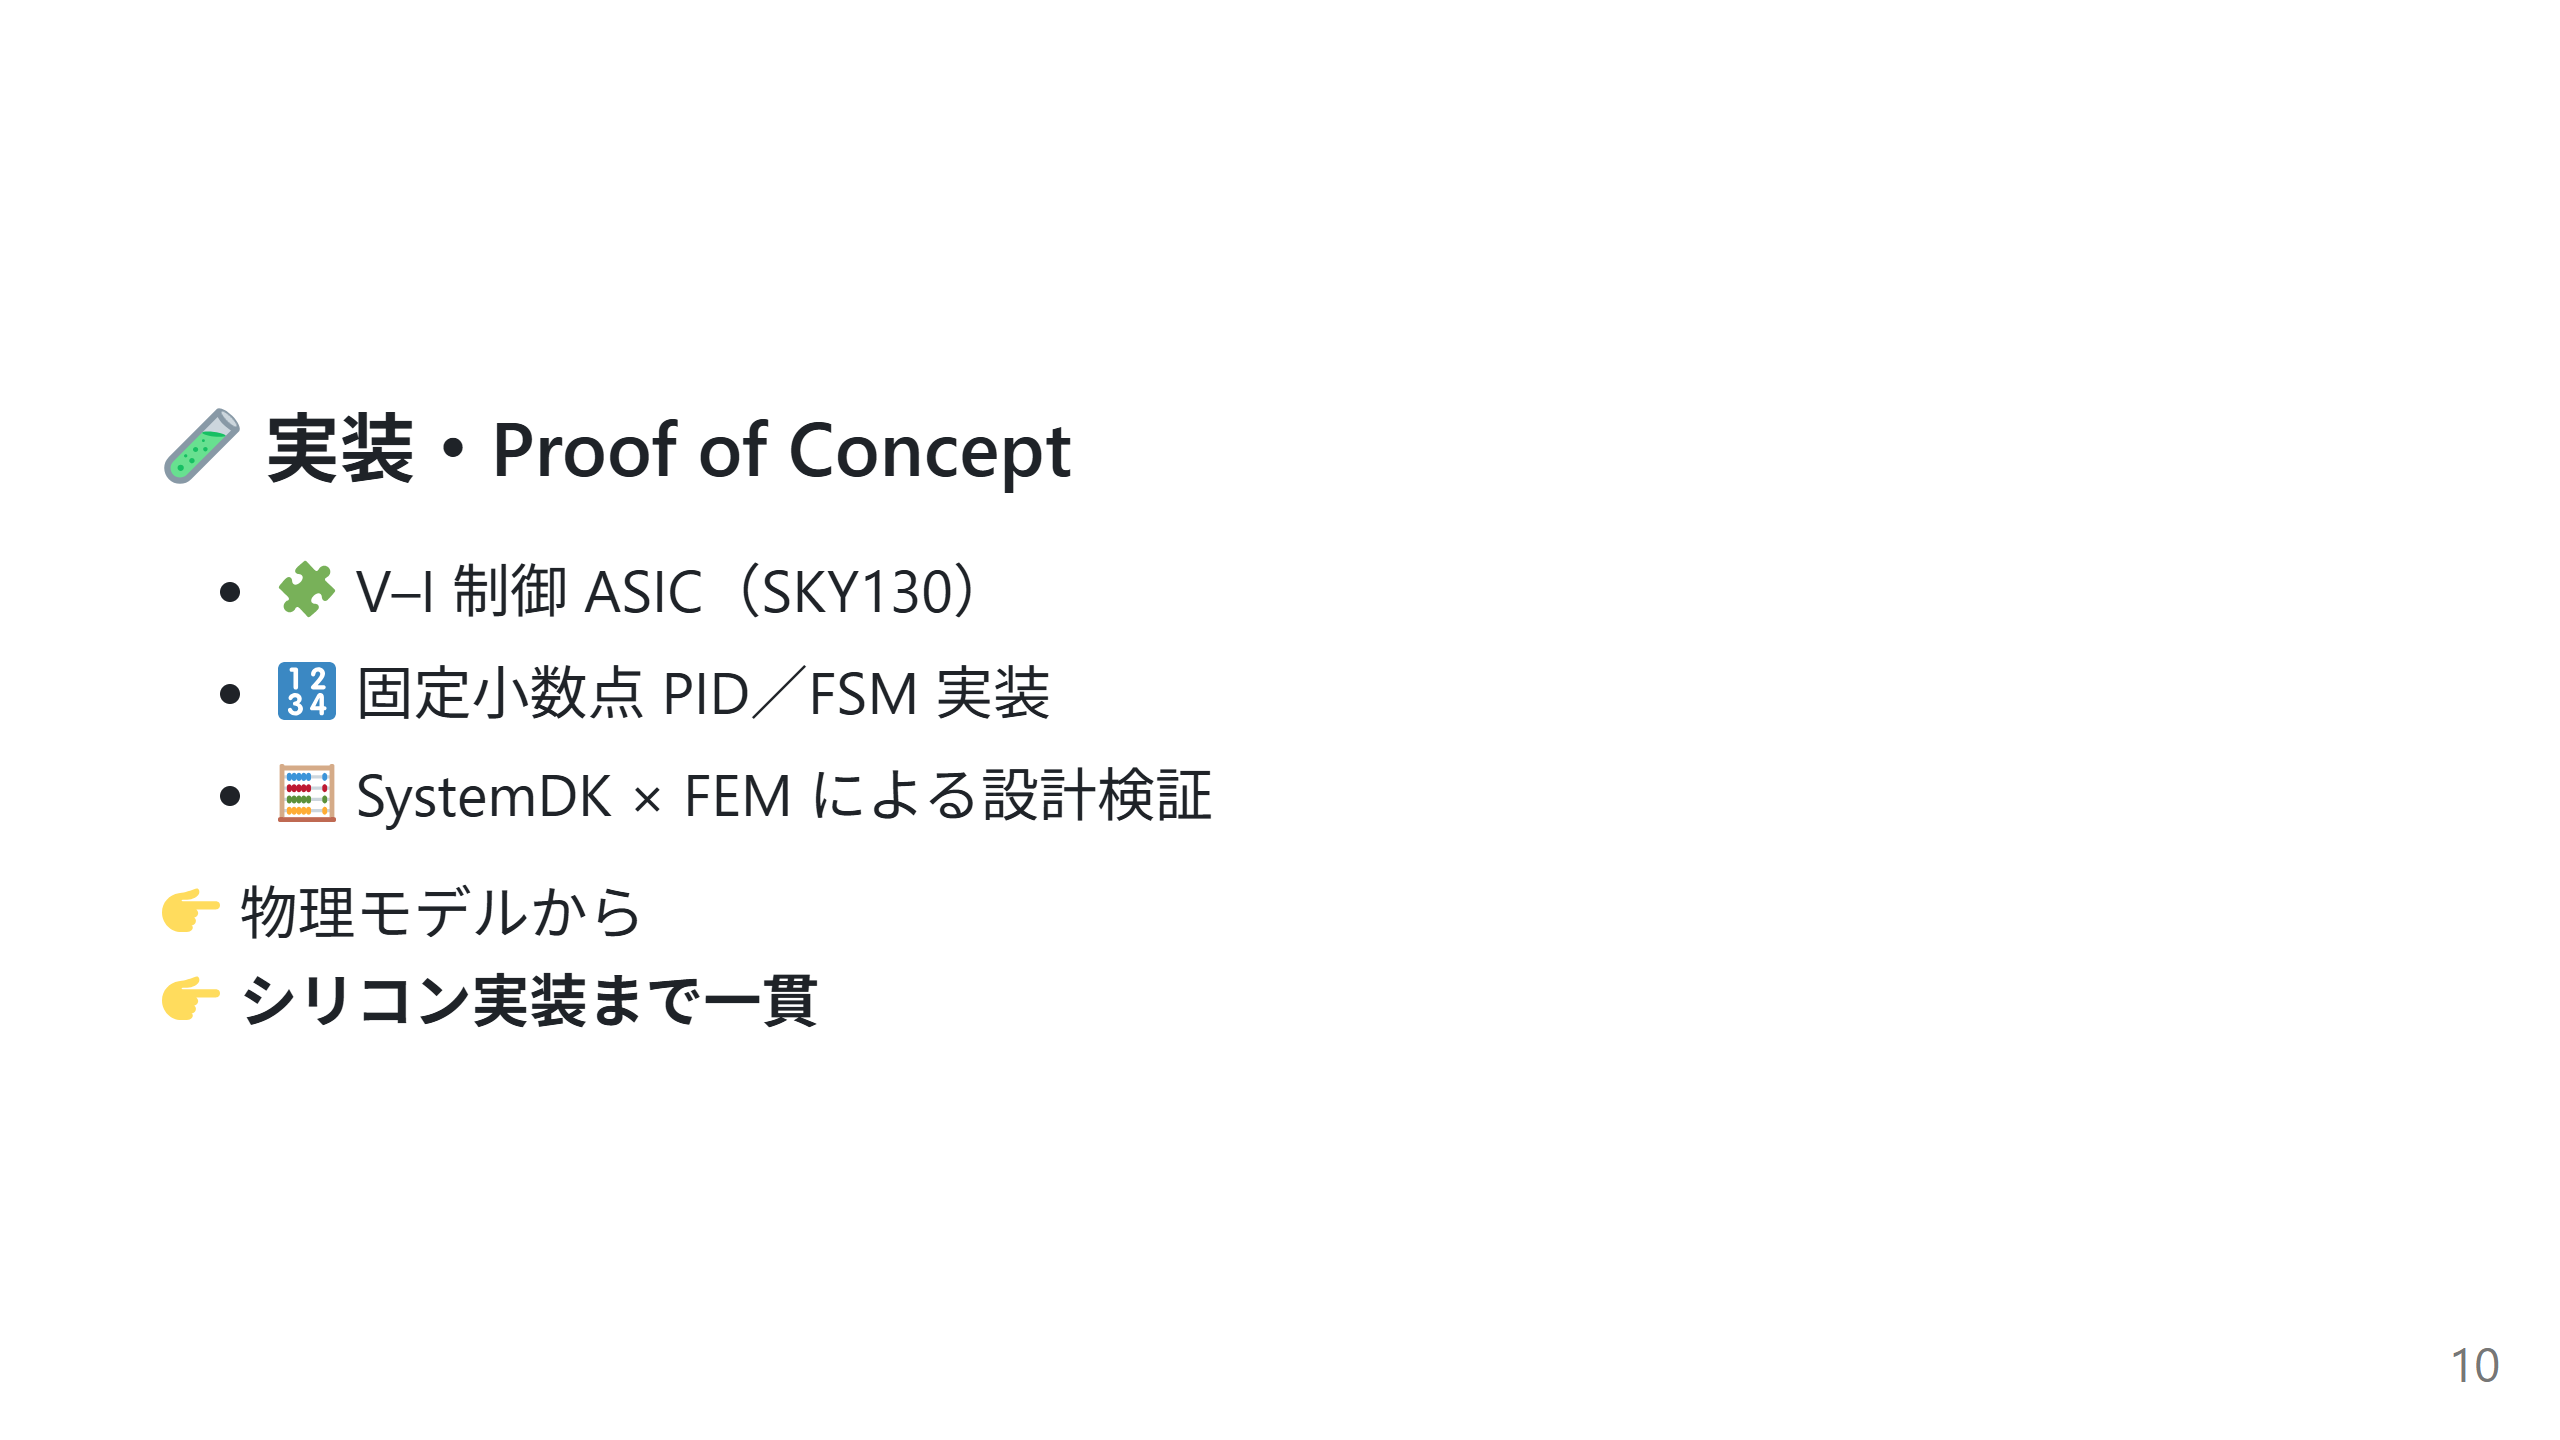 🧪 実装・Proof of Concept
• 🧩 V–I 制御 ASIC（SKY130）
• 🔢 固定小数点 PID／FSM 実装
• 🧮 SystemDK × FEM による設計検証
👉 物理モデルから
👉 シリコン実装まで一貫
10